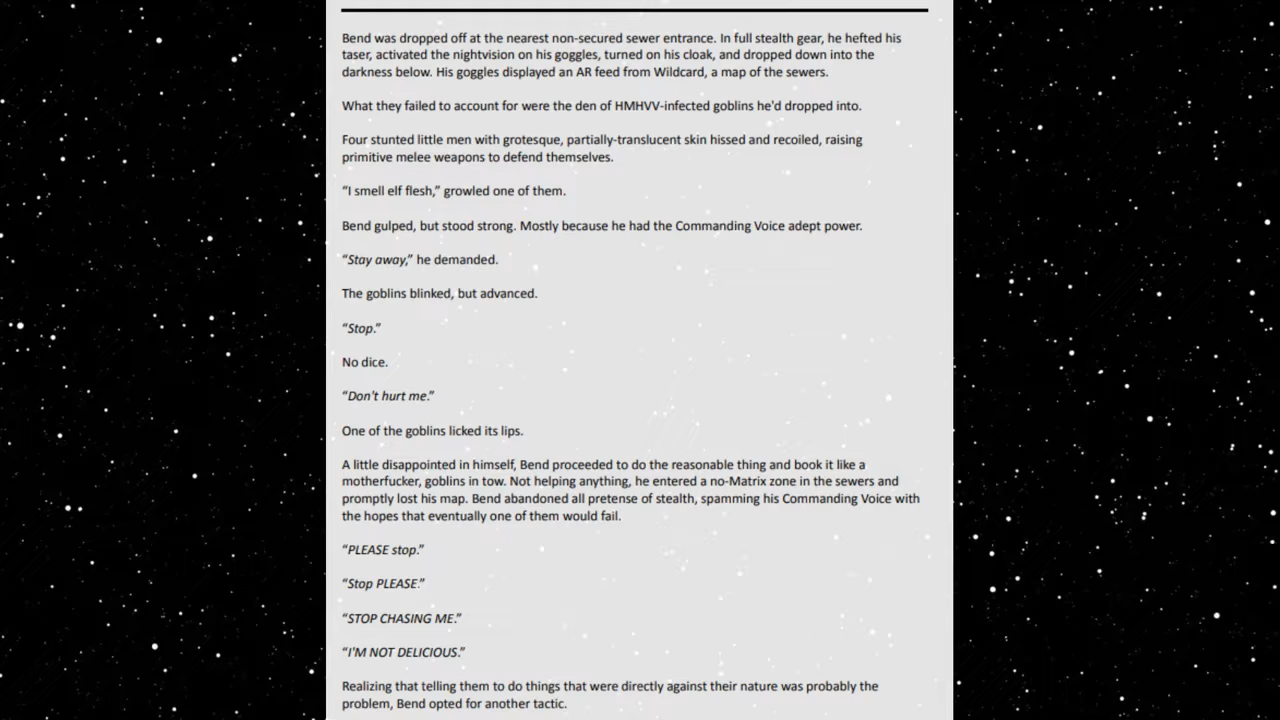 Bend was dropped off at the nearest non-secured sewer entrance. In full stealth gear, he hefted his
taser, activated the nightvision on his goggles, turned on his cloak, and dropped down into the
darkness below. His goggles displayed an AR feed from Wildcard, a map of the sewers.
What they failed to account for were the den of HMHVV-infected goblins he'd dropped into.
Four stunted little men with grotesque, partially-translucent skin hissed and recoiled, raising
primitive melee weapons to defend themselves.
“I smell elf flesh,” growled one of them.
Bend gulped, but stood strong. Mostly because he had the Commanding Voice adept power.
“Stay away,” he demanded.
The goblins blinked, but advanced.
“Stop.”
No dice.
“Don't hurt me.”
One of the goblins licked its lips.
A little disappointed in himself, Bend proceeded to do the reasonable thing and book it like a
motherfucker, goblins in tow. Not helping anything, he entered a no-Matrix zone in the sewers and
promptly lost his map. Bend abandoned all pretense of stealth, spamming his Commanding Voice with
the hopes that eventually one of them would fail.
“PLEASE stop.”
“Stop PLEASE.”
“STOP CHASING ME.”
“I'M NOT DELICIOUS.”
Realizing that telling them to do things that were directly against their nature was probably the
problem, Bend opted for another tactic.